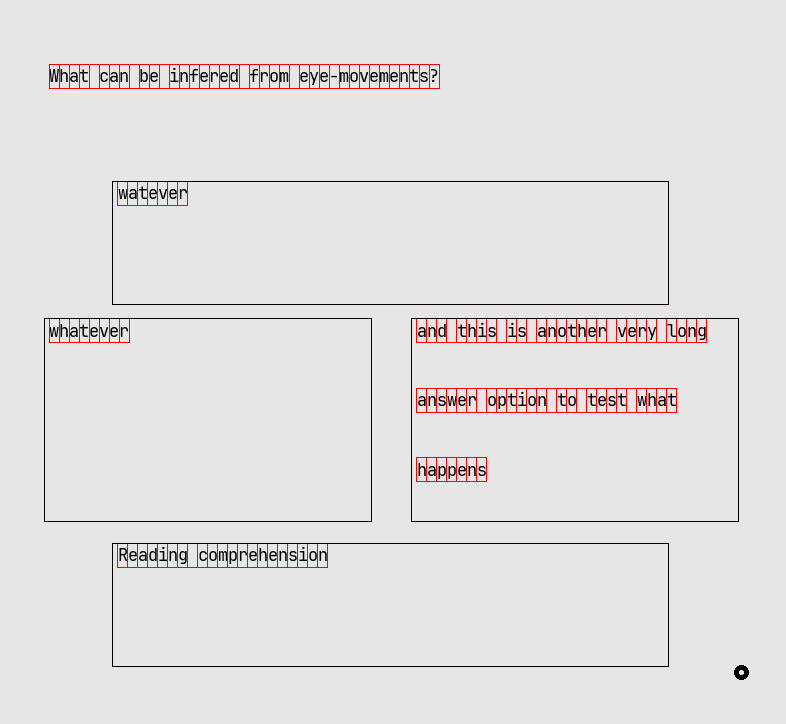 What can be infered from eye-movements?
watever
whatever
and this is another very long
answer option to test what
happens
Reading comprehension